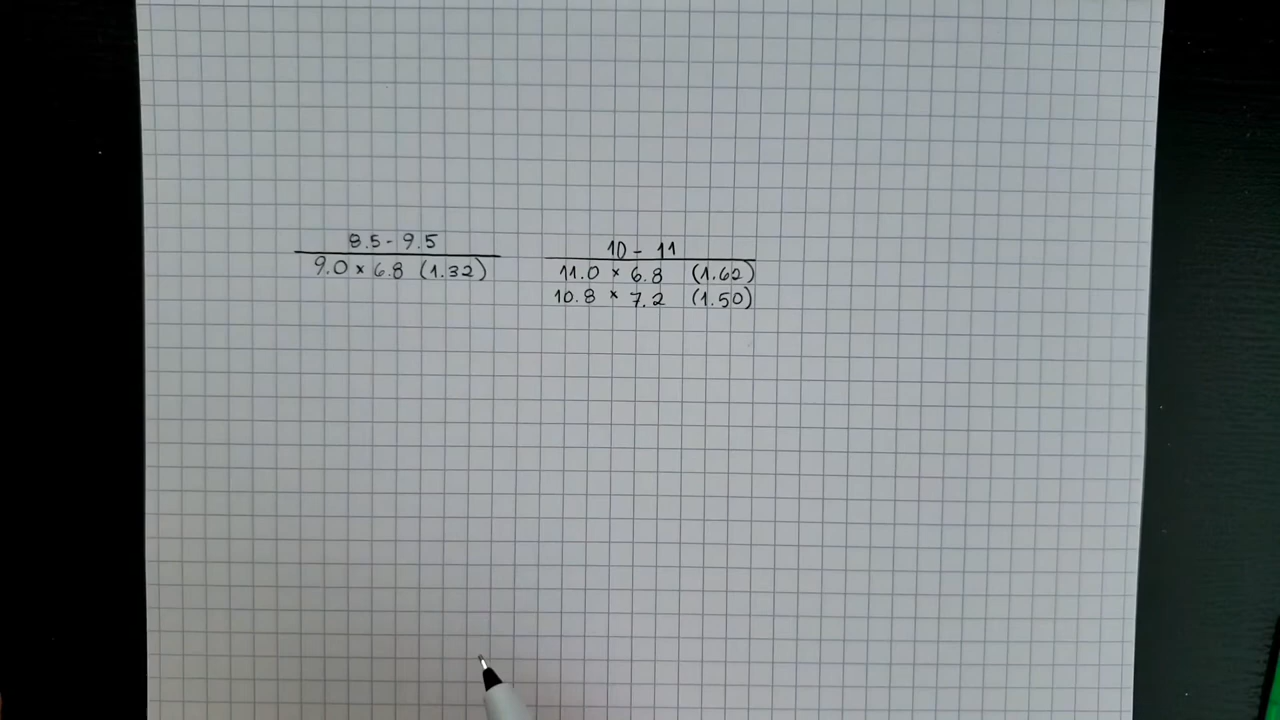 8.5 - 9.5
9.0 × 6.8 (1.32)
10 - 11
11.0 × 6.8 (1.62)
10.8 × 7.2 (1.50)